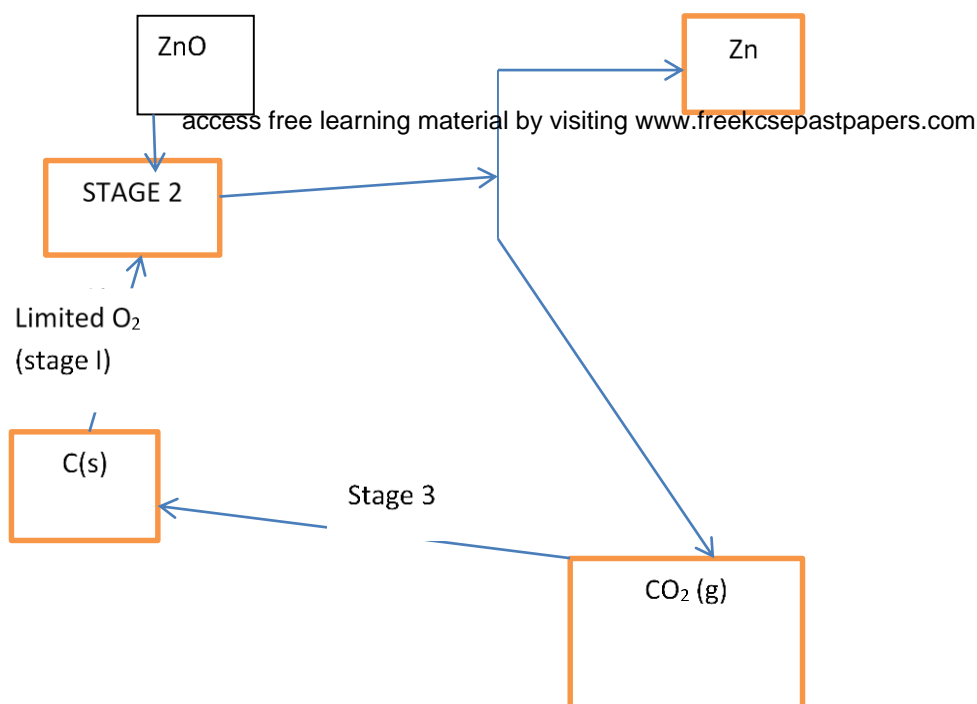 ZnO
Zn
access free learning material by visiting www.freekcsepastpapers.com
STAGE 2
Limited O₂
(stage I)
C(s)
Stage 3
CO₂ (g)